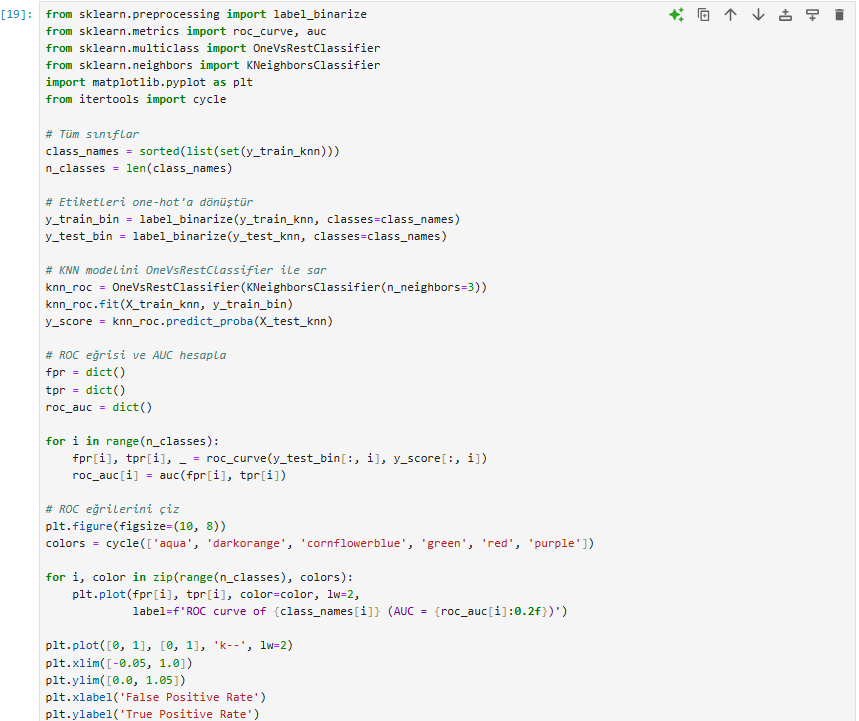 [19]: from sklearn.preprocessing import label_binarize
from sklearn.metrics import roc_curve, auc
from sklearn.multiclass import OneVsRestClassifier
from sklearn.neighbors import KNeighborsClassifier
import matplotlib.pyplot as plt
from itertools import cycle

# Tüm sınıflar
class_names = sorted(list(set(y_train_knn)))
n_classes = len(class_names)

# Etiketleri one-hot'a dönüştür
y_train_bin = label_binarize(y_train_knn, classes=class_names)
y_test_bin = label_binarize(y_test_knn, classes=class_names)

# KNN modelini OneVsRestClassifier ile sar
knn_roc = OneVsRestClassifier(KNeighborsClassifier(n_neighbors=3))
knn_roc.fit(X_train_knn, y_train_bin)
y_score = knn_roc.predict_proba(X_test_knn)

# ROC eğrisi ve AUC hesapla
fpr = dict()
tpr = dict()
roc_auc = dict()

for i in range(n_classes):
    fpr[i], tpr[i], _ = roc_curve(y_test_bin[:, i], y_score[:, i])
    roc_auc[i] = auc(fpr[i], tpr[i])

# ROC eğrilerini çiz
plt.figure(figsize=(10, 8))
colors = cycle(['aqua', 'darkorange', 'cornflowerblue', 'green', 'red', 'purple'])

for i, color in zip(range(n_classes), colors):
    plt.plot(fpr[i], tpr[i], color=color, lw=2,
             label=f'ROC curve of {class_names[i]} (AUC = {roc_auc[i]:0.2f})')

plt.plot([0, 1], [0, 1], 'k--', lw=2)
plt.xlim([-0.05, 1.0])
plt.ylim([0.0, 1.05])
plt.xlabel('False Positive Rate')
plt.ylabel('True Positive Rate')